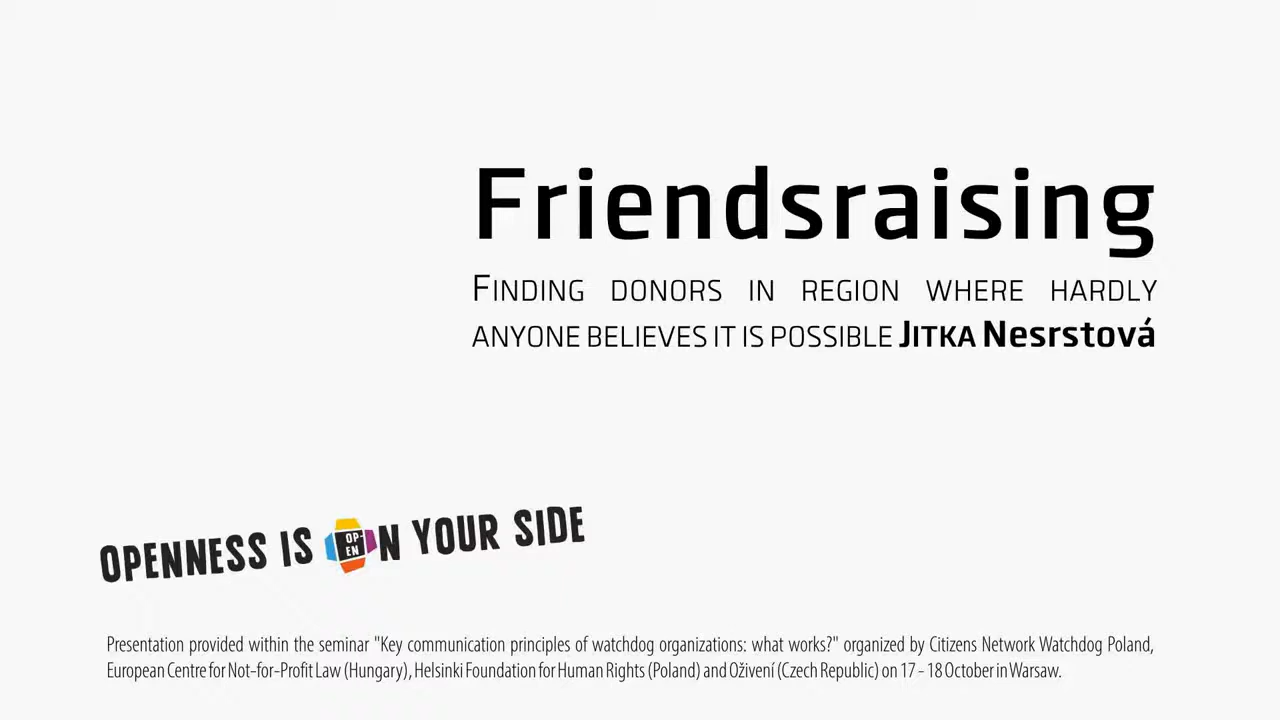 Friendsraising
Finding donors in region where hardly
anyone believes it is possible Jitka Nesrstová
OPENNESS IS OP-EN N YOUR SIDE
Presentation provided within the seminar "Key communication principles of watchdog organizations: what works?" organized by Citizens Network Watchdog Poland,
European Centre for Not-for-Profit Law (Hungary), Helsinki Foundation for Human Rights (Poland) and Oživení (Czech Republic) on 17 - 18 October in Warsaw.